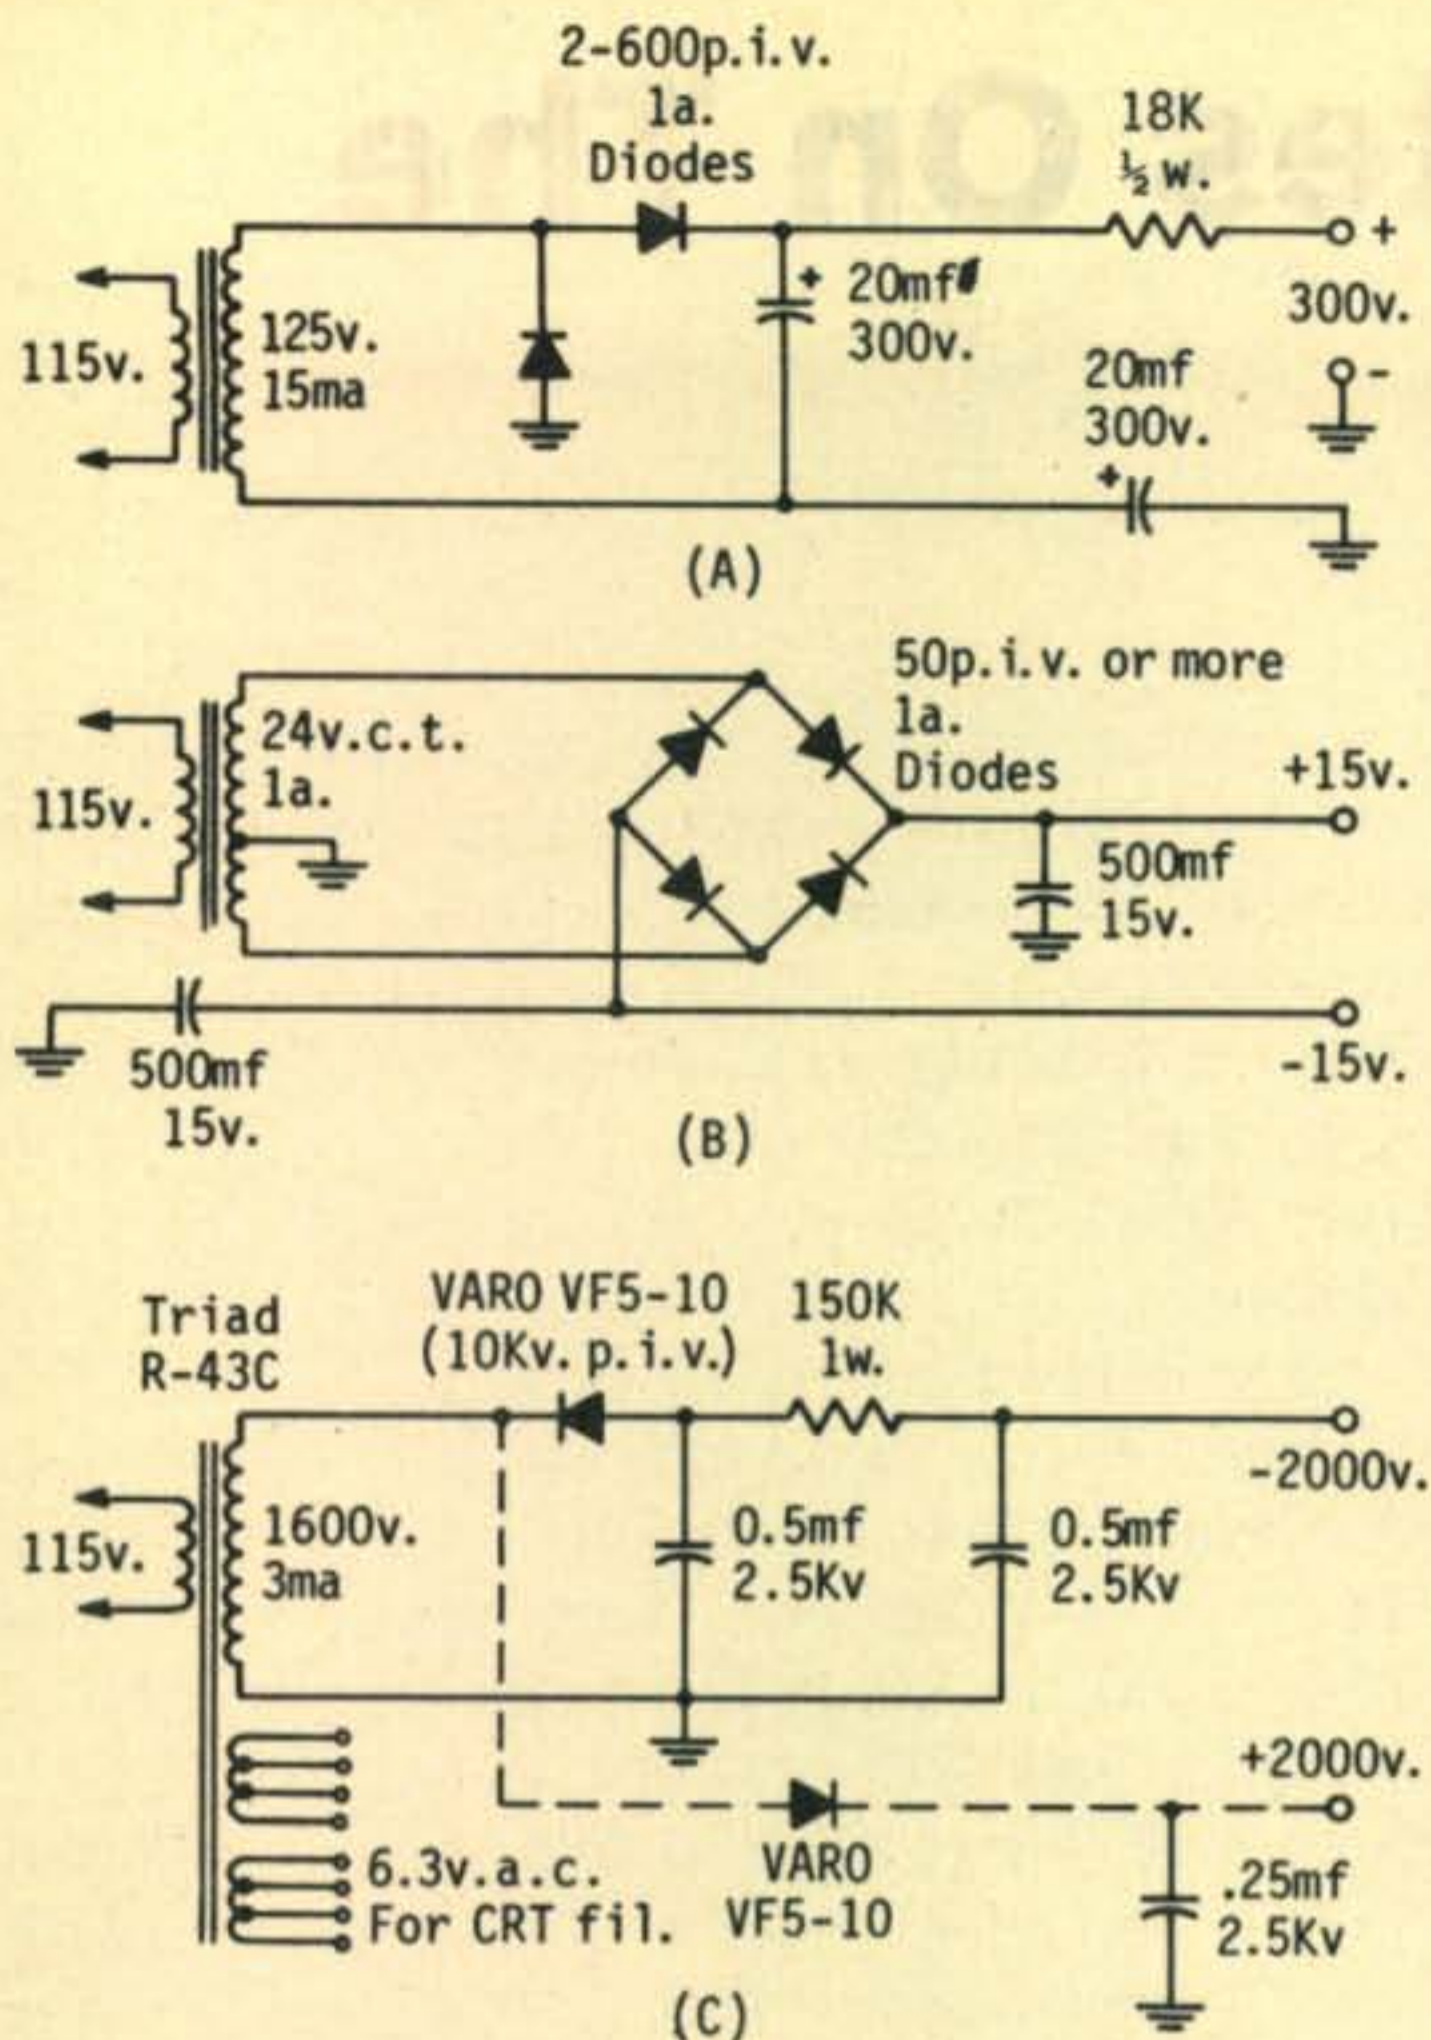 2-600p.i.v.
1a.
Diodes
18K
½ w.
+
300v.
-
115v.
125v.
15ma
+
20mf
300v.
20mf
300v.
+
(A)
50p.i.v. or more
1a.
Diodes
24v.c.t.
1a.
115v.
+15v.
500mf
15v.
500mf
15v.
-15v.
(B)
Triad
R-43C
VARO VF5-10
(10Kv. p.i.v.)
150K
1w.
-2000v.
115v.
1600v.
3ma
0.5mf
2.5Kv
0.5mf
2.5Kv
+2000v.
6.3v.a.c.
For CRT fil.
VARO
VF5-10
.25mf
2.5Kv
(C)